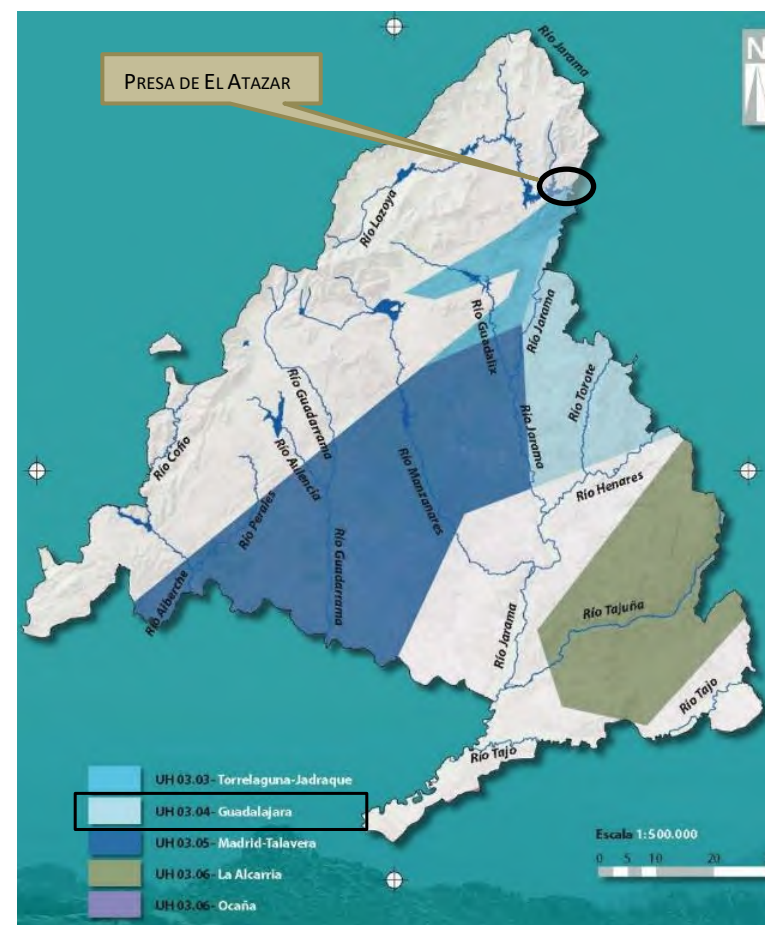 N
Río Jarama
PRESA DE EL ATAZAR
Río Lozoya
Río Jarama
Río Guadalix
Río Torote
Río Guadarrama
Río Jarama
Río Cofio
Río Aulencia
Río Manzanares
Río Henares
Río Perales
Río Guadarrama
Río Alberche
Río Tajuña
Río Jarama
Río Tajo
Río Tajo
UH 03.03- Torrelaguna-Jadraque
UH 03.04- Guadalajara
UH 03.05- Madrid-Talavera
UH 03.06- La Alcarria
UH 03.06- Ocaña
Escala 1:500.000
0 5 10 20